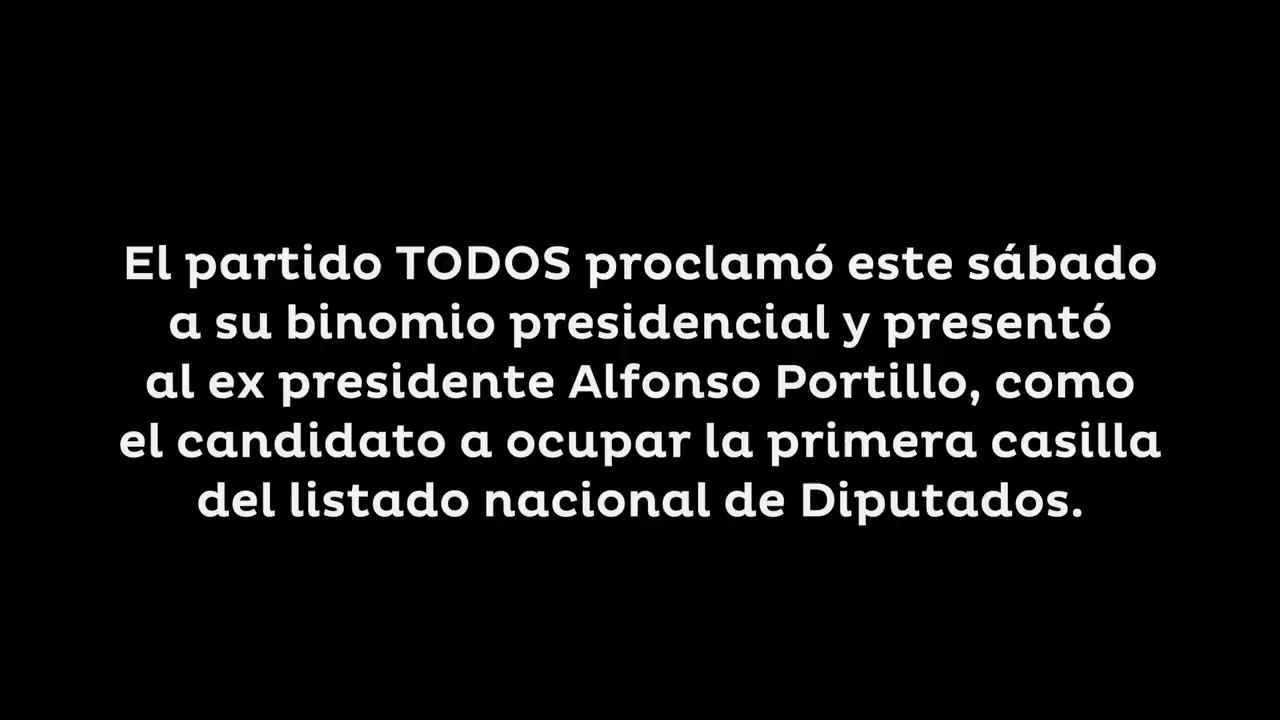 El partido TODOS proclamó este sábado
a su binomio presidencial y presentó
al ex presidente Alfonso Portillo, como
el candidato a ocupar la primera casilla
del listado nacional de Diputados.